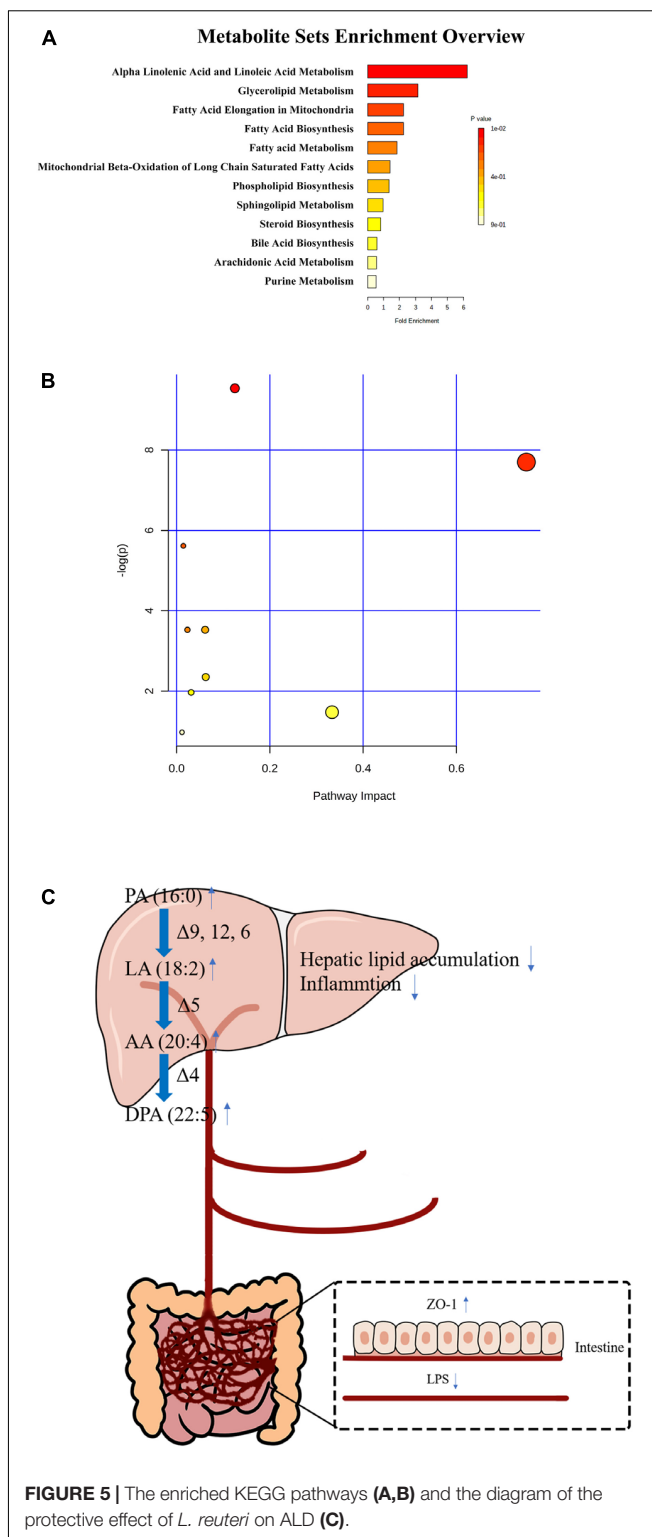 A
Metabolite Sets Enrichment Overview
Alpha Linolenic Acid and Linoleic Acid Metabolism
Glycerolipid Metabolism
Fatty Acid Elongation in Mitochondria
Fatty Acid Biosynthesis
Fatty acid Metabolism
Mitochondrial Beta-Oxidation of Long Chain Saturated Fatty Acids
Phospholipid Biosynthesis
Sphingolipid Metabolism
Steroid Biosynthesis
Bile Acid Biosynthesis
Arachidonic Acid Metabolism
Purine Metabolism
0 1 2 3 4 5 6
Fold Enrichment
P value
1e-02
4e-01
9e-01
B
-log(p)
8
6
4
2
0.0 0.2 0.4 0.6
Pathway Impact
C
PA (16:0) ↑
Δ9, 12, 6
LA (18:2) ↑
Δ5
AA (20:4) ↑
Δ4
DPA (22:5) ↑
Hepatic lipid accumulation ↓
Inflammtion ↓
ZO-1 ↑
Intestine
LPS ↓
FIGURE 5 | The enriched KEGG pathways (A,B) and the diagram of the
protective effect of L. reuteri on ALD (C).